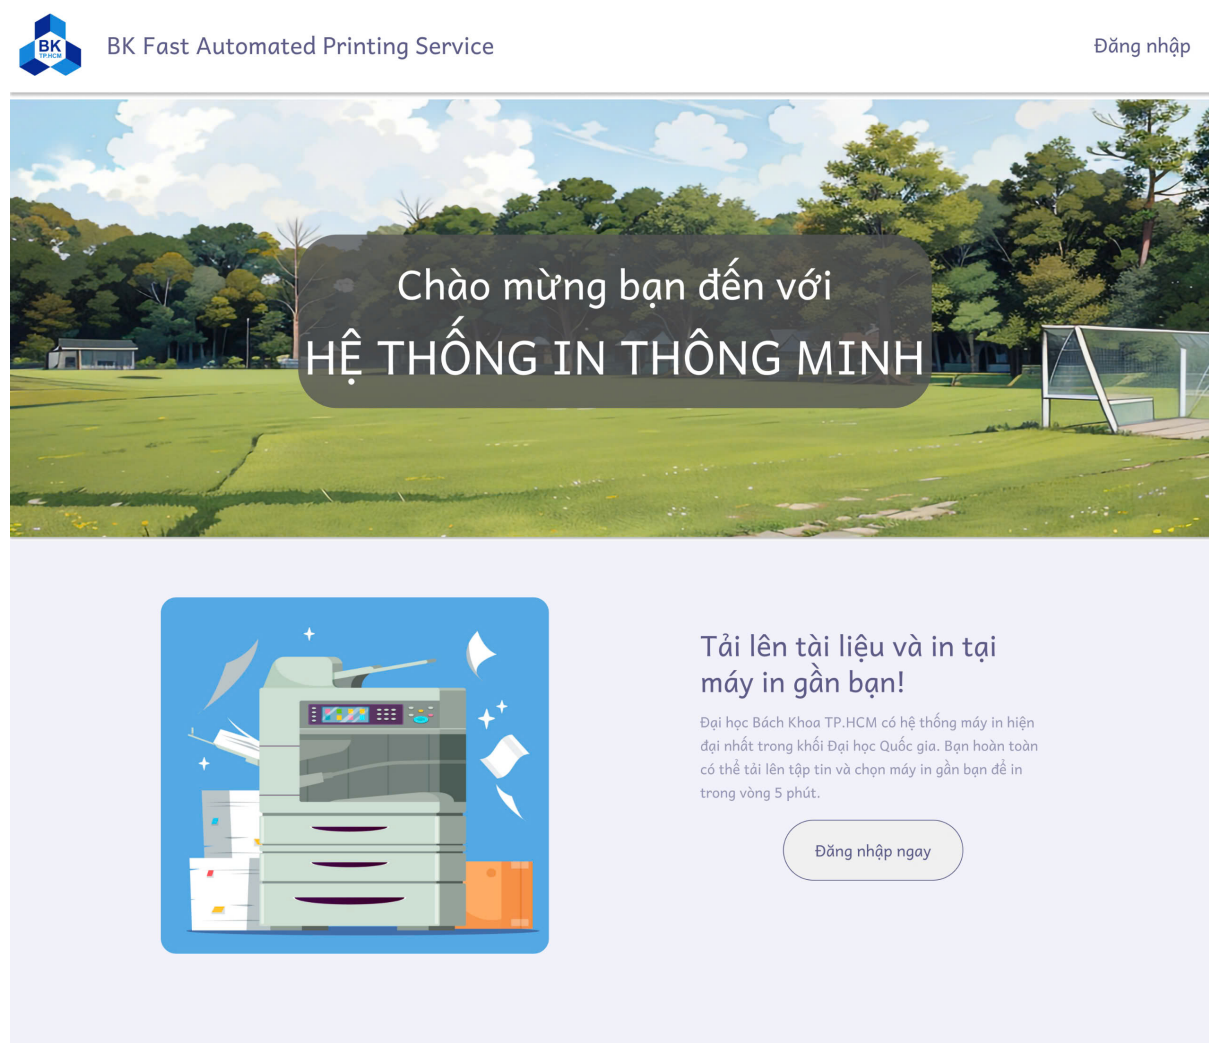 BK
TP.HCM
BK Fast Automated Printing Service
Đăng nhập
Chào mừng bạn đến với
HỆ THỐNG IN THÔNG MINH
Tải lên tài liệu và in tại
máy in gần bạn!
Đại học Bách Khoa TP.HCM có hệ thống máy in hiện
đại nhất trong khối Đại học Quốc gia. Bạn hoàn toàn
có thể tải lên tập tin và chọn máy in gần bạn để in
trong vòng 5 phút.
Đăng nhập ngay